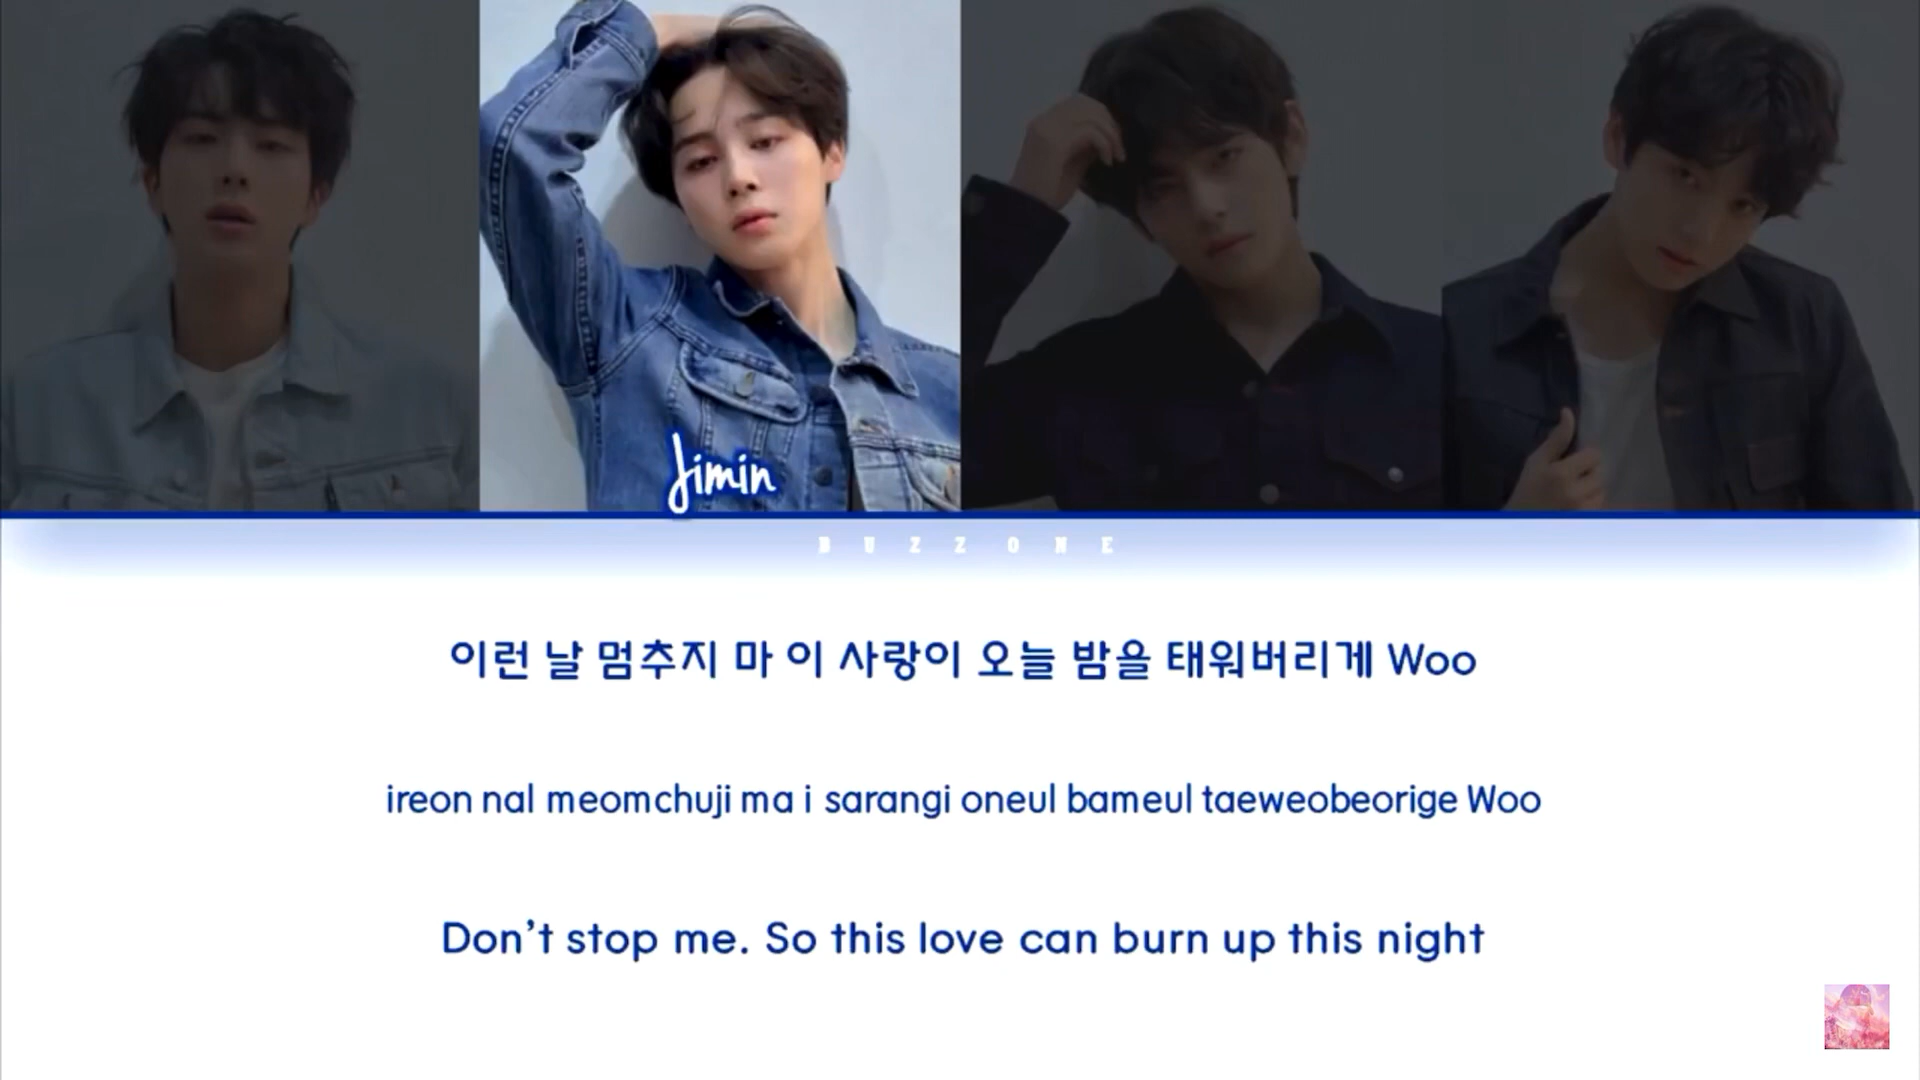 Jimin
BUZZONE
이런 날 멈추지 마 이 사랑이 오늘 밤을 태워버리게 Woo
ireon nal meomchuji ma i sarangi oneul bameul taeweobeorige Woo
Don't stop me. So this love can burn up this night